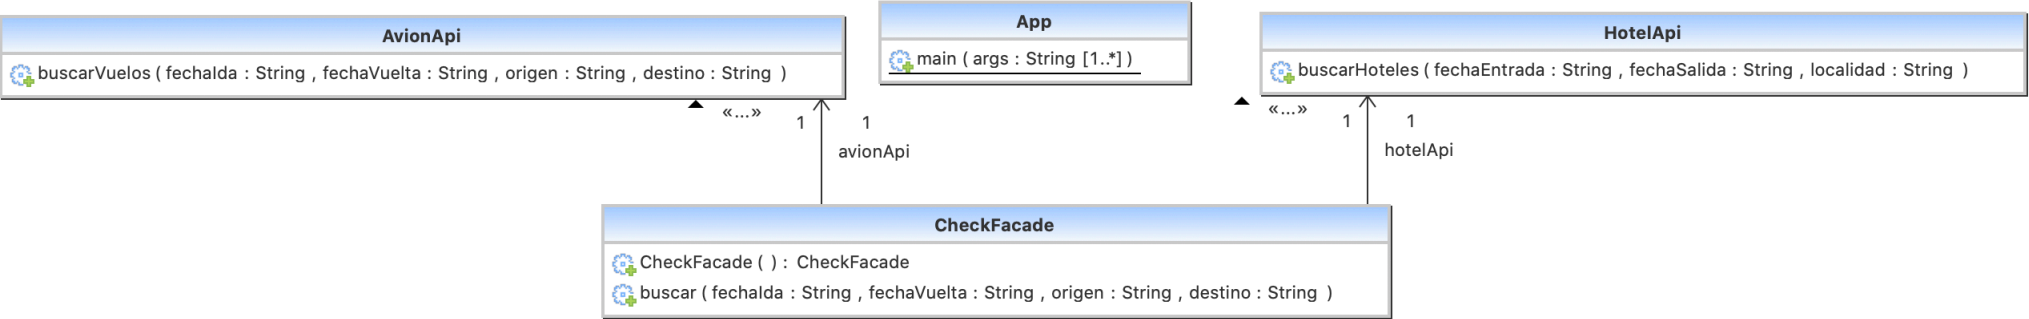 AvionApi
buscarVuelos ( fechaIda : String , fechaVuelta : String , origen : String , destino : String )
App
main ( args : String [1..*] )
HotelApi
buscarHoteles ( fechaEntrada : String , fechaSalida : String , localidad : String )
«...»
1
1
avionApi
«...»
1
1
hotelApi
CheckFacade
CheckFacade ( ) : CheckFacade
buscar ( fechaIda : String , fechaVuelta : String , origen : String , destino : String )